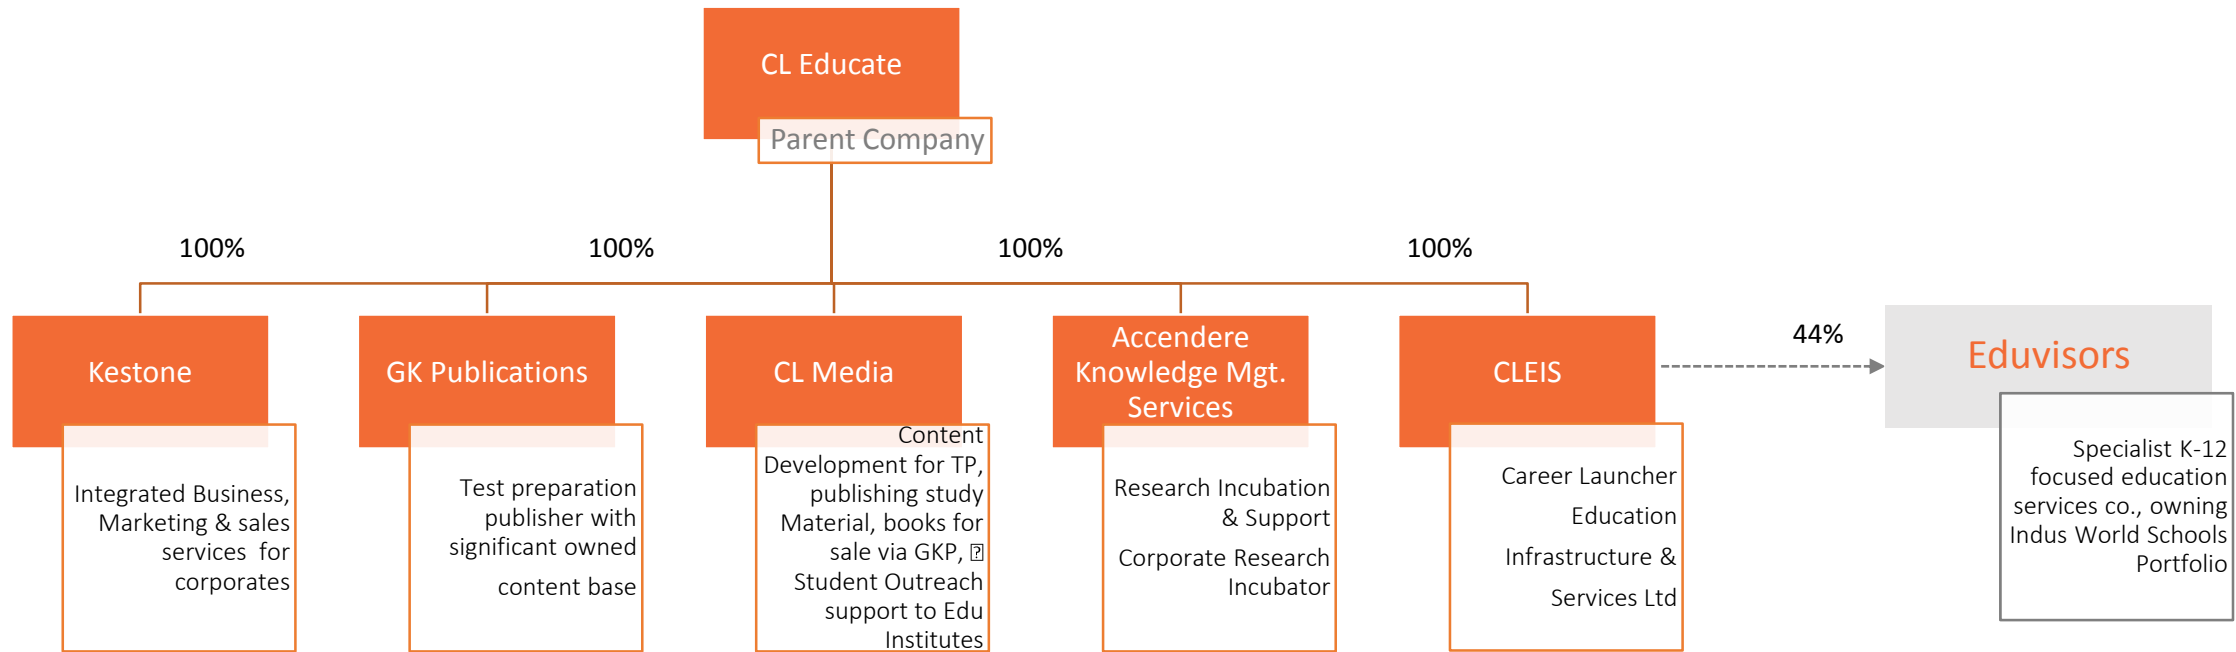 CL Educate
Parent Company
100%
100%
100%
100%
Kestone
Integrated Business,
Marketing & sales
services for
corporates
GK Publications
Test preparation
publisher with
significant owned
content base
CL Media
Content
Development for TP,
publishing study
Material, books for
sale via GKP, 
Student Outreach
support to Edu
Institutes
Accendere
Knowledge Mgt.
Services
Research Incubation
& Support
Corporate Research
Incubator
CLEIS
Career Launcher
Education
Infrastructure &
Services Ltd
44%
Eduvisors
Specialist K-12
focused education
services co., owning
Indus World Schools
Portfolio